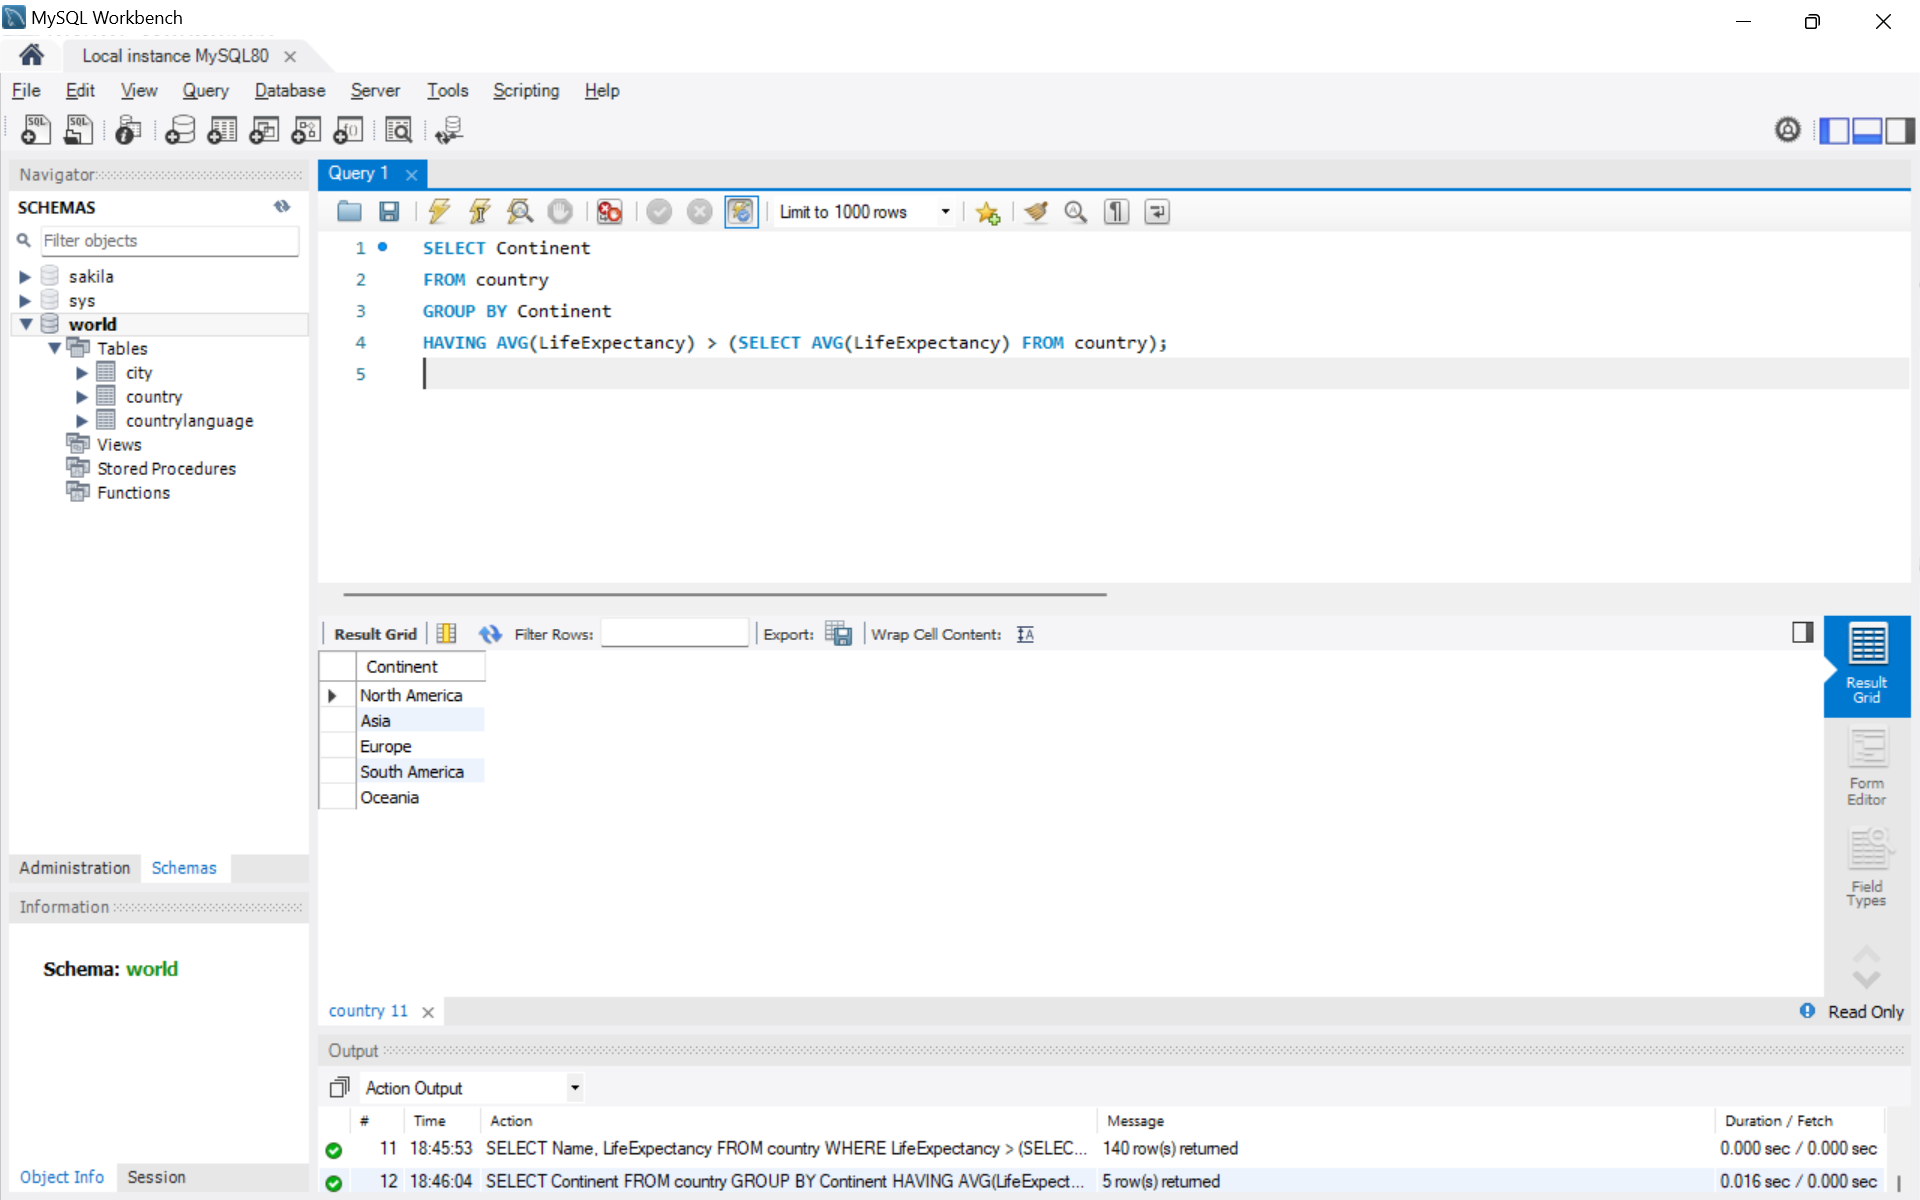 MySQL Workbench
Local instance MySQL80
File Edit View Query Database Server Tools Scripting Help
SQL SQL
Navigator
SCHEMAS
Filter objects
sakila
sys
world
Tables
city
country
countrylanguage
Views
Stored Procedures
Functions
Administration Schemas
Information
Schema: world
Object Info Session
Query 1
Limit to 1000 rows
1 SELECT Continent
2 FROM country
3 GROUP BY Continent
4 HAVING AVG(LifeExpectancy) > (SELECT AVG(LifeExpectancy) FROM country);
5
Result Grid Filter Rows: Export: Wrap Cell Content:
Continent
North America
Asia
Europe
South America
Oceania
Result
Grid
Form
Editor
Field
Types
country 11
Read Only
Output
Action Output
# Time Action Message Duration / Fetch
11 18:45:53 SELECT Name, LifeExpectancy FROM country WHERE LifeExpectancy > (SELEC... 140 row(s) returned 0.000 sec / 0.000 sec
12 18:46:04 SELECT Continent FROM country GROUP BY Continent HAVING AVG(LifeExpect... 5 row(s) returned 0.016 sec / 0.000 sec